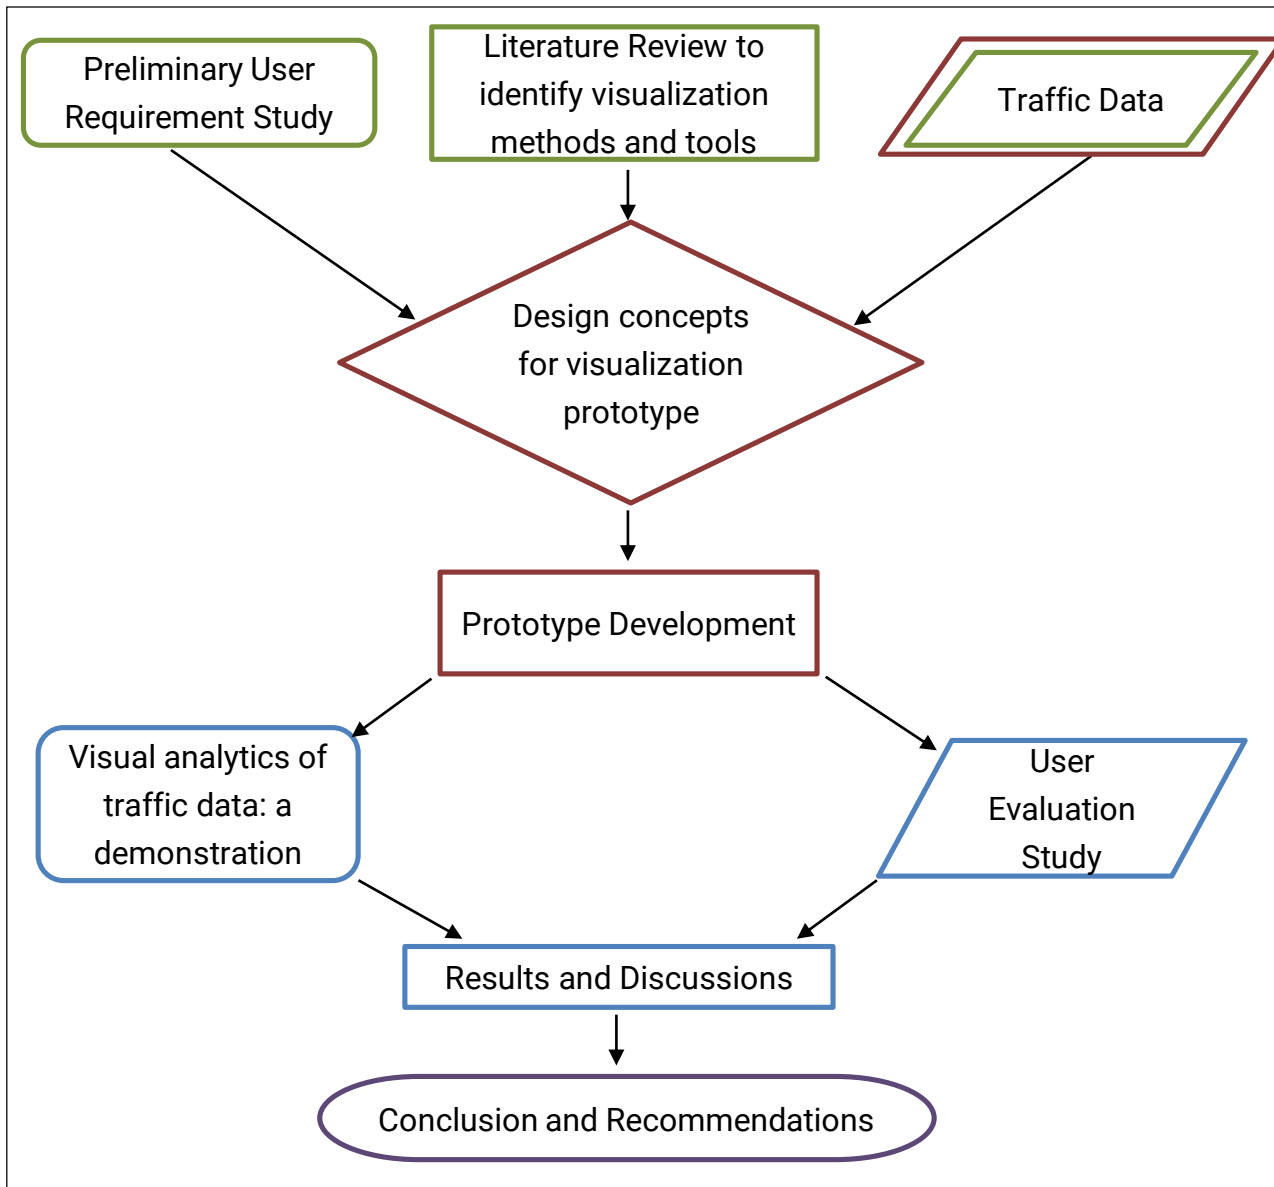 Preliminary User
Requirement Study
Literature Review to
identify visualization
methods and tools
Traffic Data
Design concepts
for visualization
prototype
Prototype Development
Visual analytics of
traffic data: a
demonstration
User
Evaluation
Study
Results and Discussions
Conclusion and Recommendations